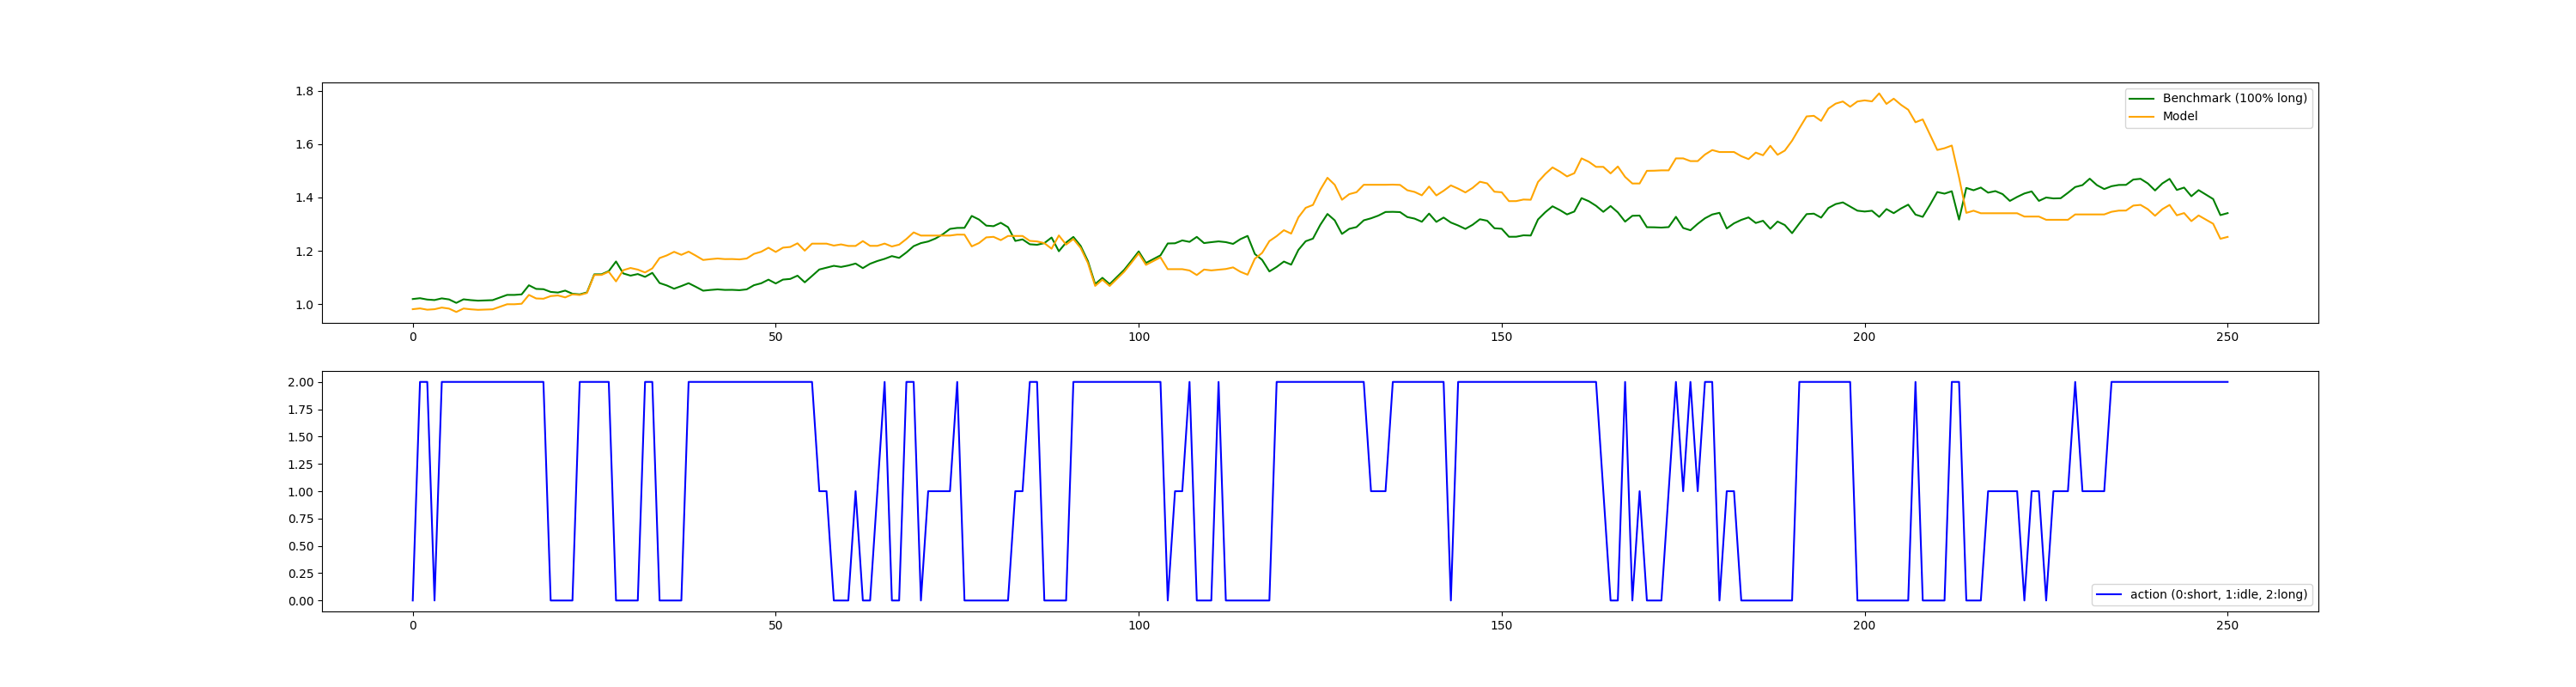 1.8
1.6
1.4
1.2
1.0
Benchmark (100% long)
Model
0 50 100 150 200 250
2.00
1.75
1.50
1.25
1.00
0.75
0.50
0.25
0.00
action (0:short, 1:idle, 2:long)
0 50 100 150 200 250